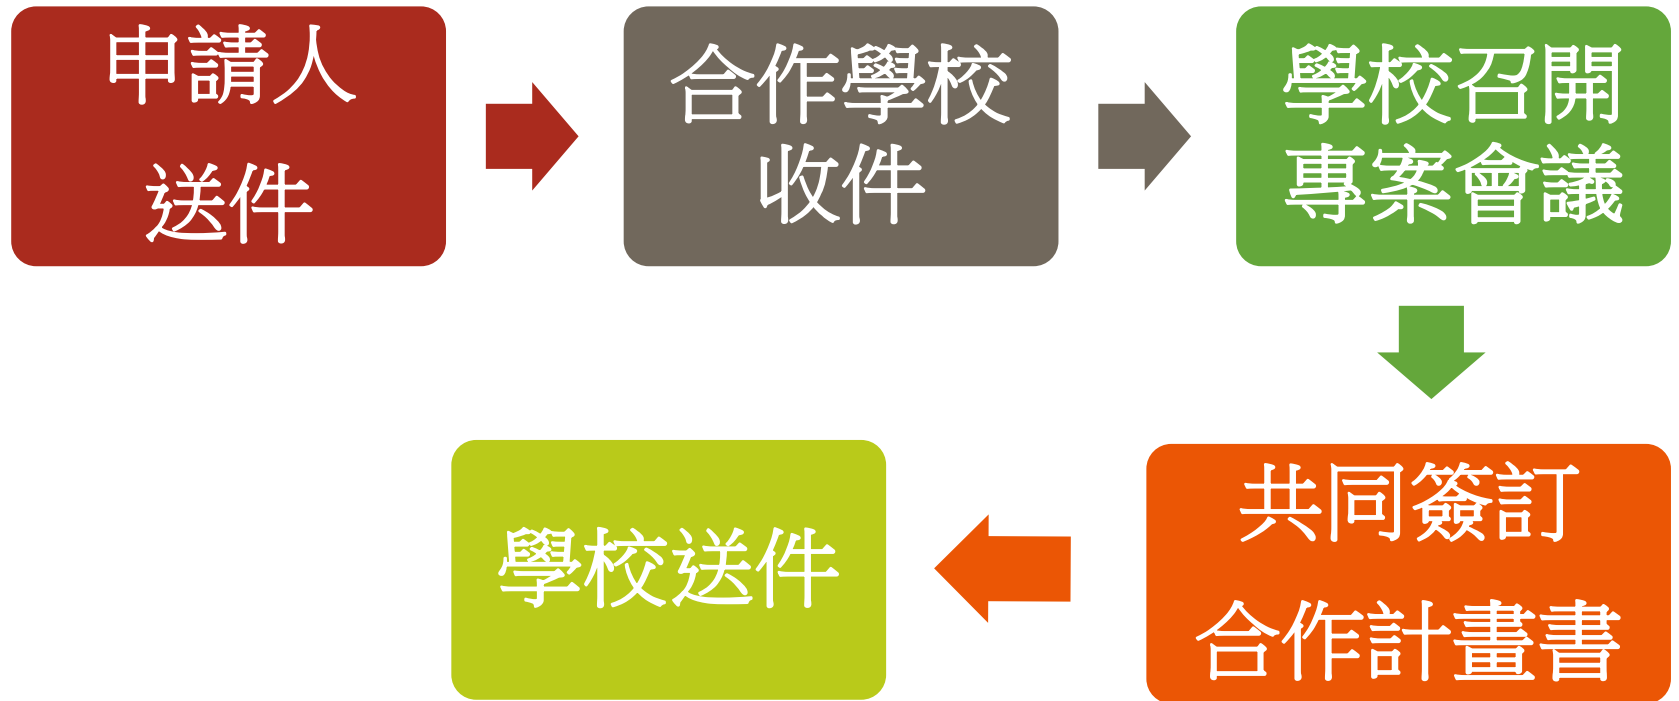 申請人
送件
合作學校
收件
學校召開
專案會議
共同簽訂
合作計畫書
學校送件